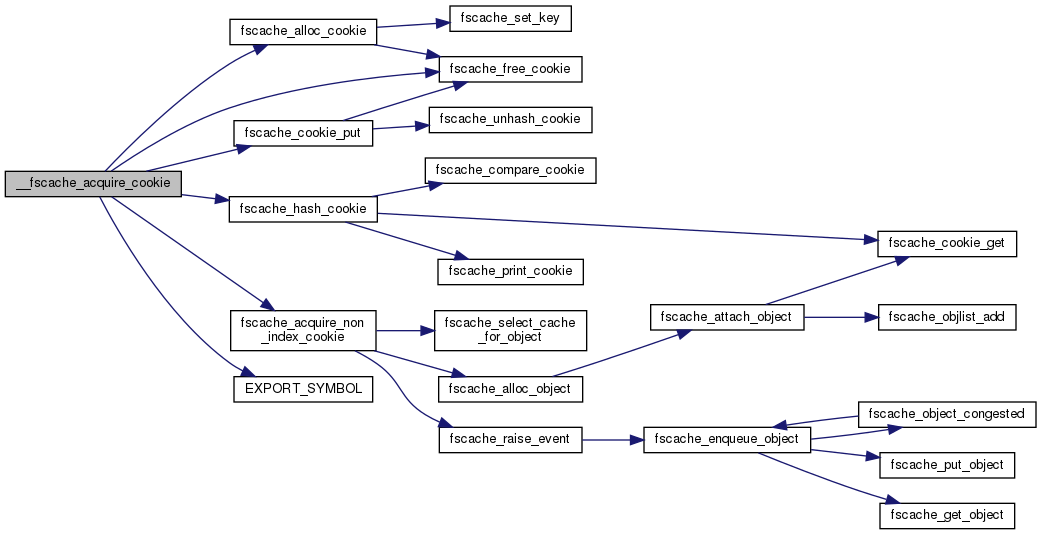 __fscache_acquire_cookie
fscache_alloc_cookie
fscache_set_key
fscache_free_cookie
fscache_cookie_put
fscache_unhash_cookie
fscache_hash_cookie
fscache_compare_cookie
fscache_print_cookie
fscache_cookie_get
fscache_acquire_non
_index_cookie
fscache_select_cache
_for_object
fscache_alloc_object
fscache_attach_object
fscache_objlist_add
EXPORT_SYMBOL
fscache_raise_event
fscache_enqueue_object
fscache_object_congested
fscache_put_object
fscache_get_object